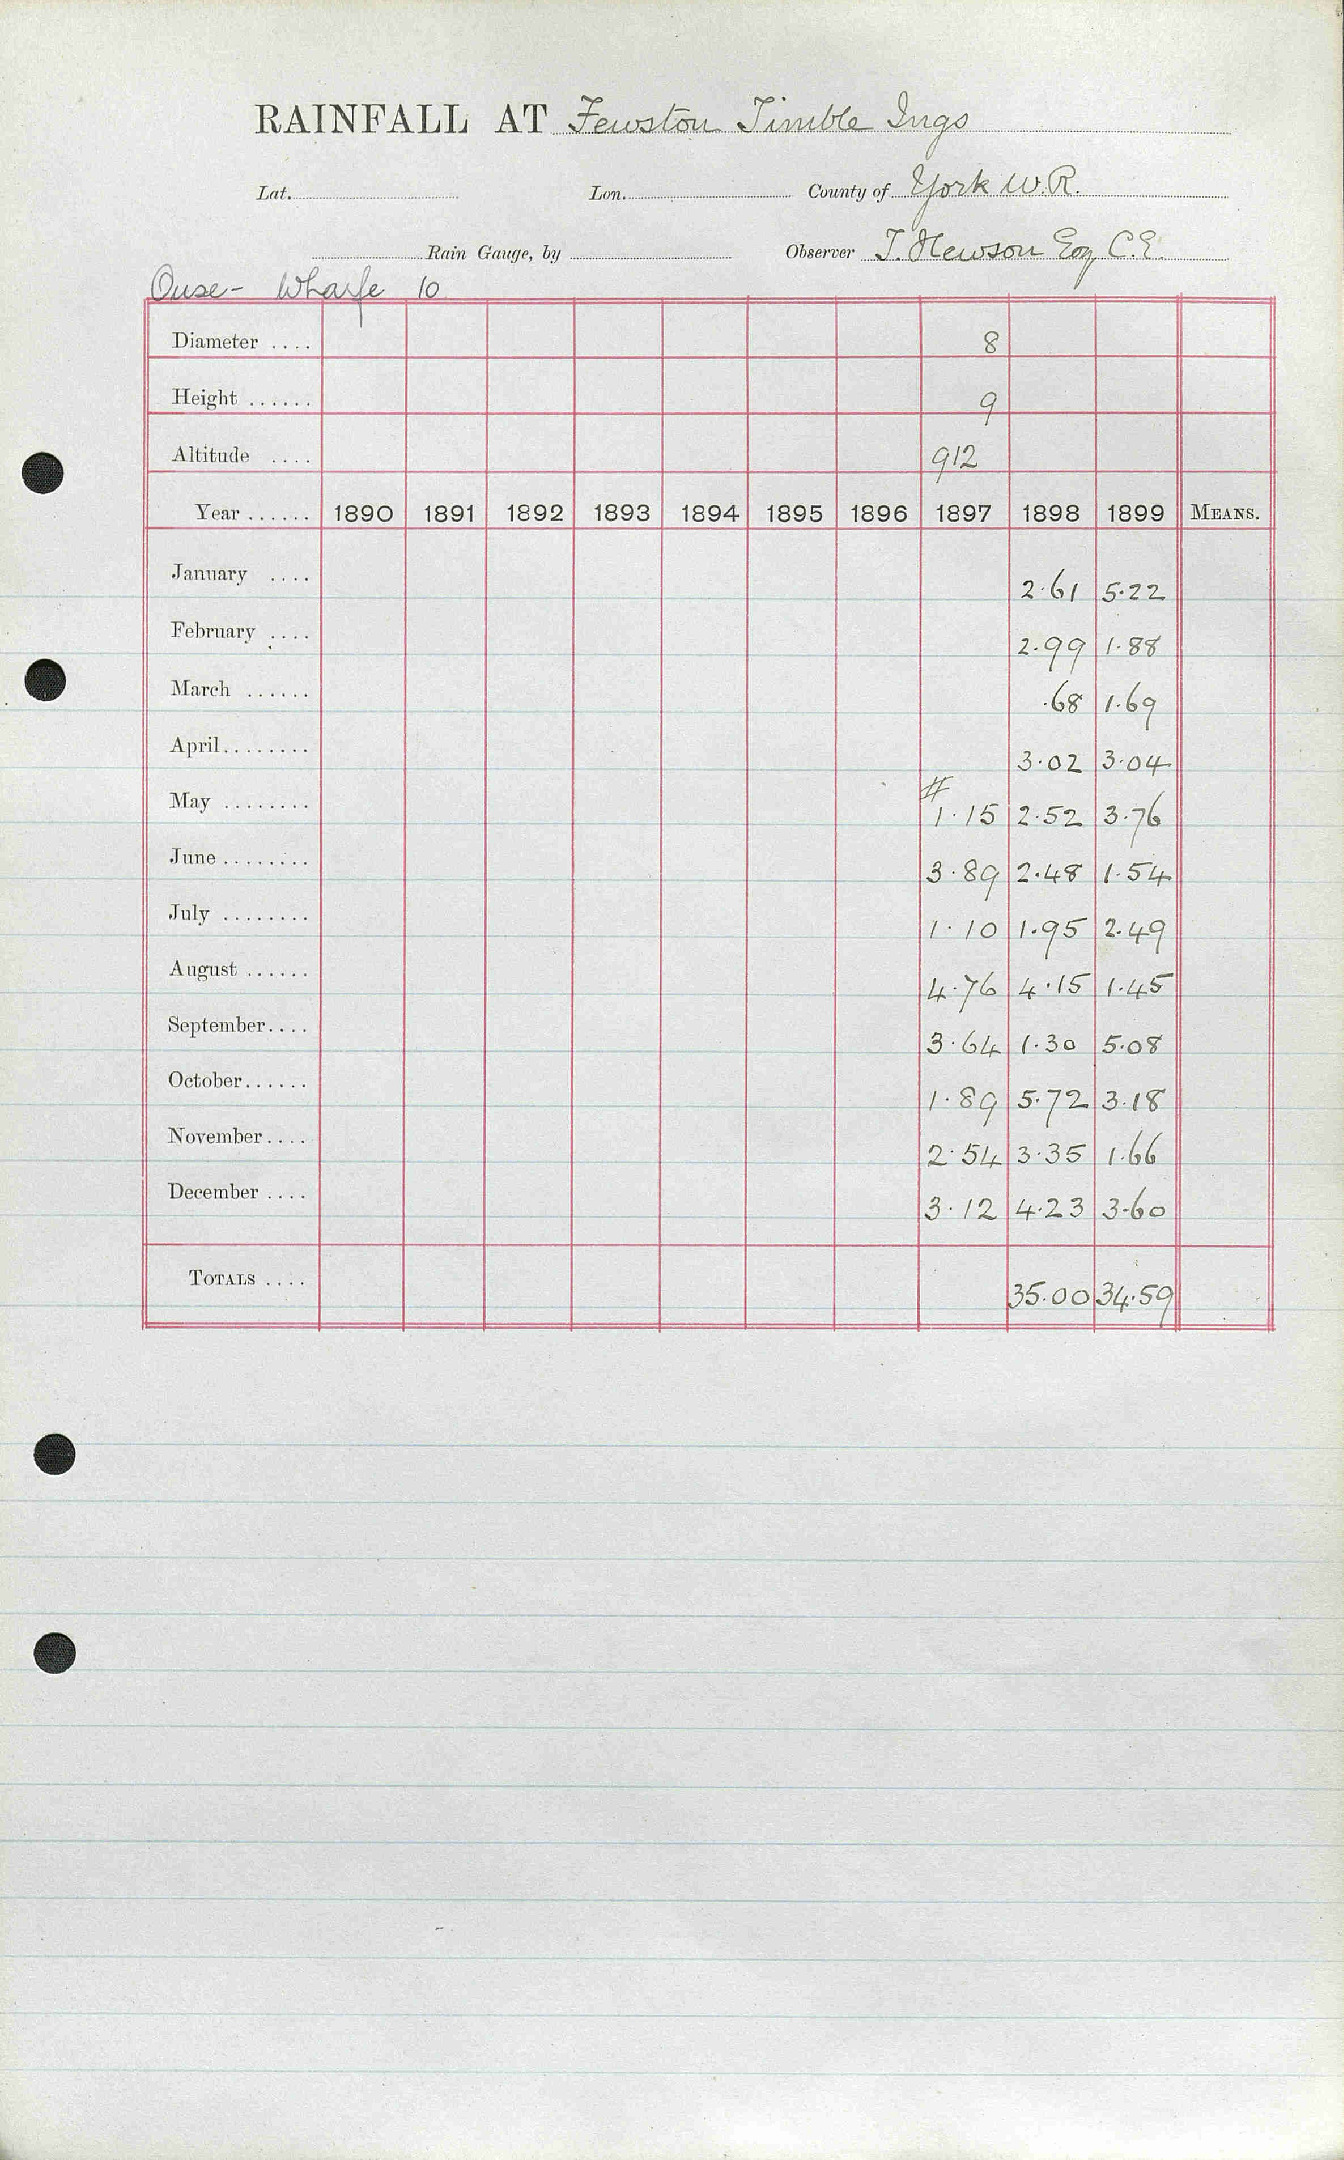 RAINFALL AT Fewston Timble Ings
Lat. Lon. County of York W.R.
Rain Gauge, by Observer T. Hewson Esq C.E.
Ouse - Wharfe 10
Diameter .... 8
Height ...... 9
Altitude .... 912
Year ...... 1890 1891 1892 1893 1894 1895 1896 1897 1898 1899 MEANS.
January .... 2.61 5.22
February .... 2.99 1.88
March ...... .68 1.69
April ........ 3.02 3.04
#
May ........ 1.15 2.52 3.76
June ........ 3.89 2.48 1.54
July ........ 1.10 1.95 2.49
August ...... 4.76 4.15 1.45
September .... 3.64 1.30 5.08
October ...... 1.89 5.72 3.18
November .... 2.54 3.35 1.66
December .... 3.12 4.23 3.60
TOTALS .... 35.00 34.59